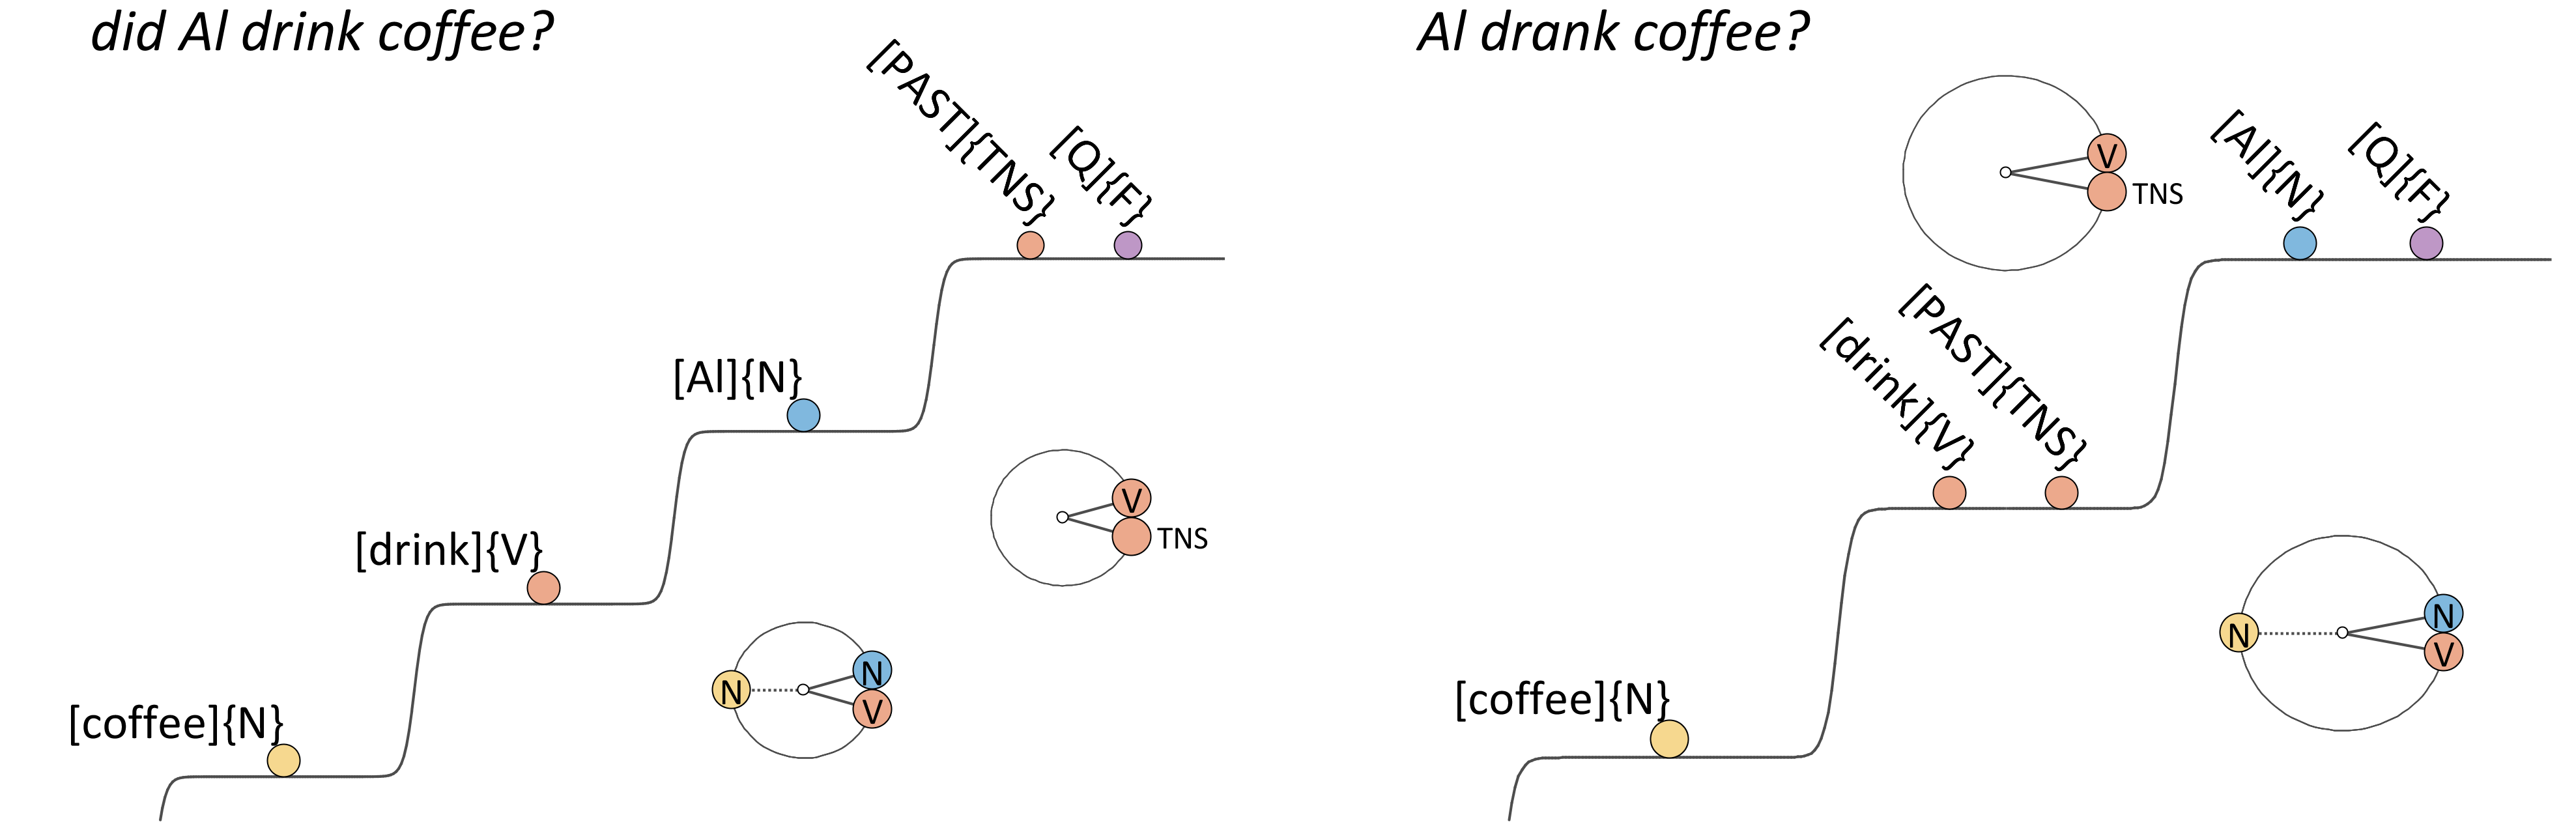 did Al drink coffee?
[PAST]{TNS}
[Q]{F}
[Al]{N}
[drink]{V}
[coffee]{N}
V
TNS
N
N
V
Al drank coffee?
V
TNS
[Al]{N}
[Q]{F}
[PAST]{TNS}
[drink]{V}
[coffee]{N}
N
N
V